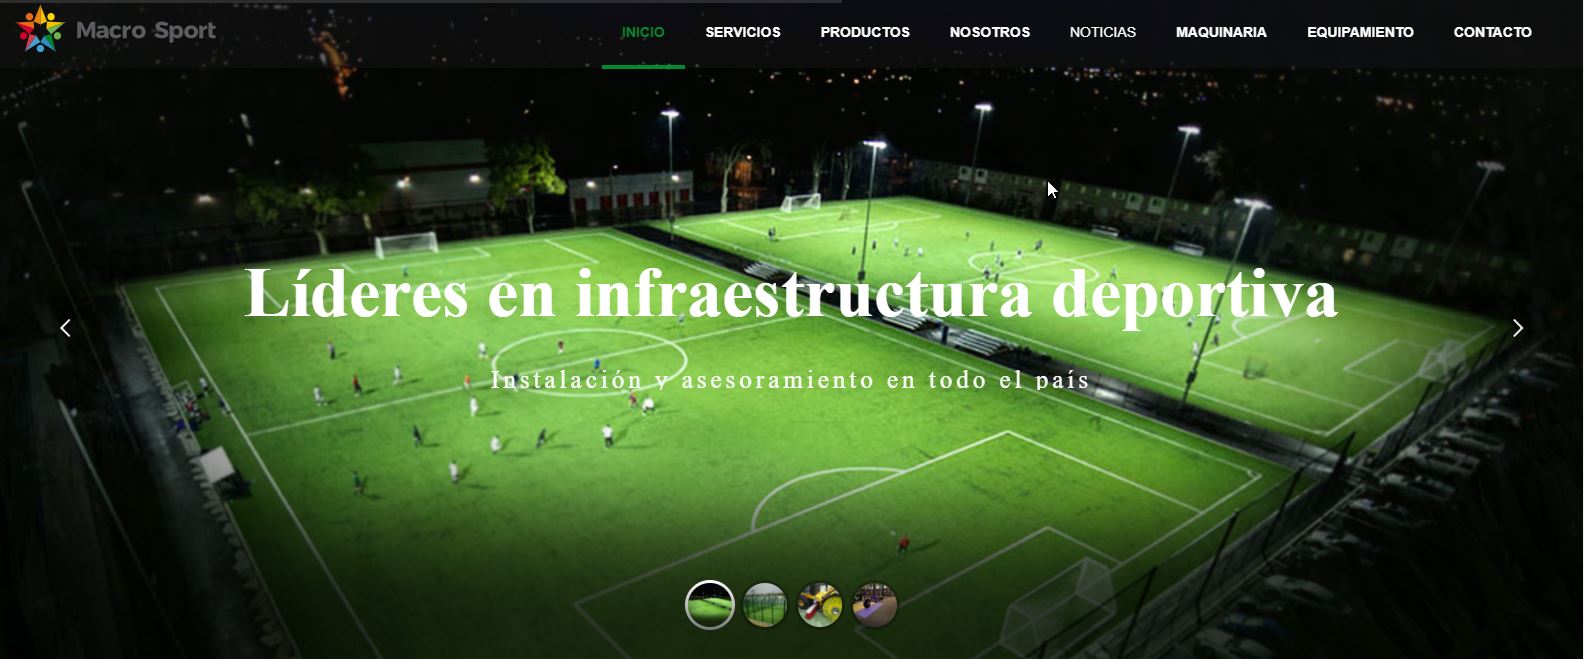 Macro Sport
INICIO SERVICIOS PRODUCTOS NOSOTROS NOTICIAS MAQUINARIA EQUIPAMIENTO CONTACTO
Líderes en infraestructura deportiva
Instalación y asesoramiento en todo el país